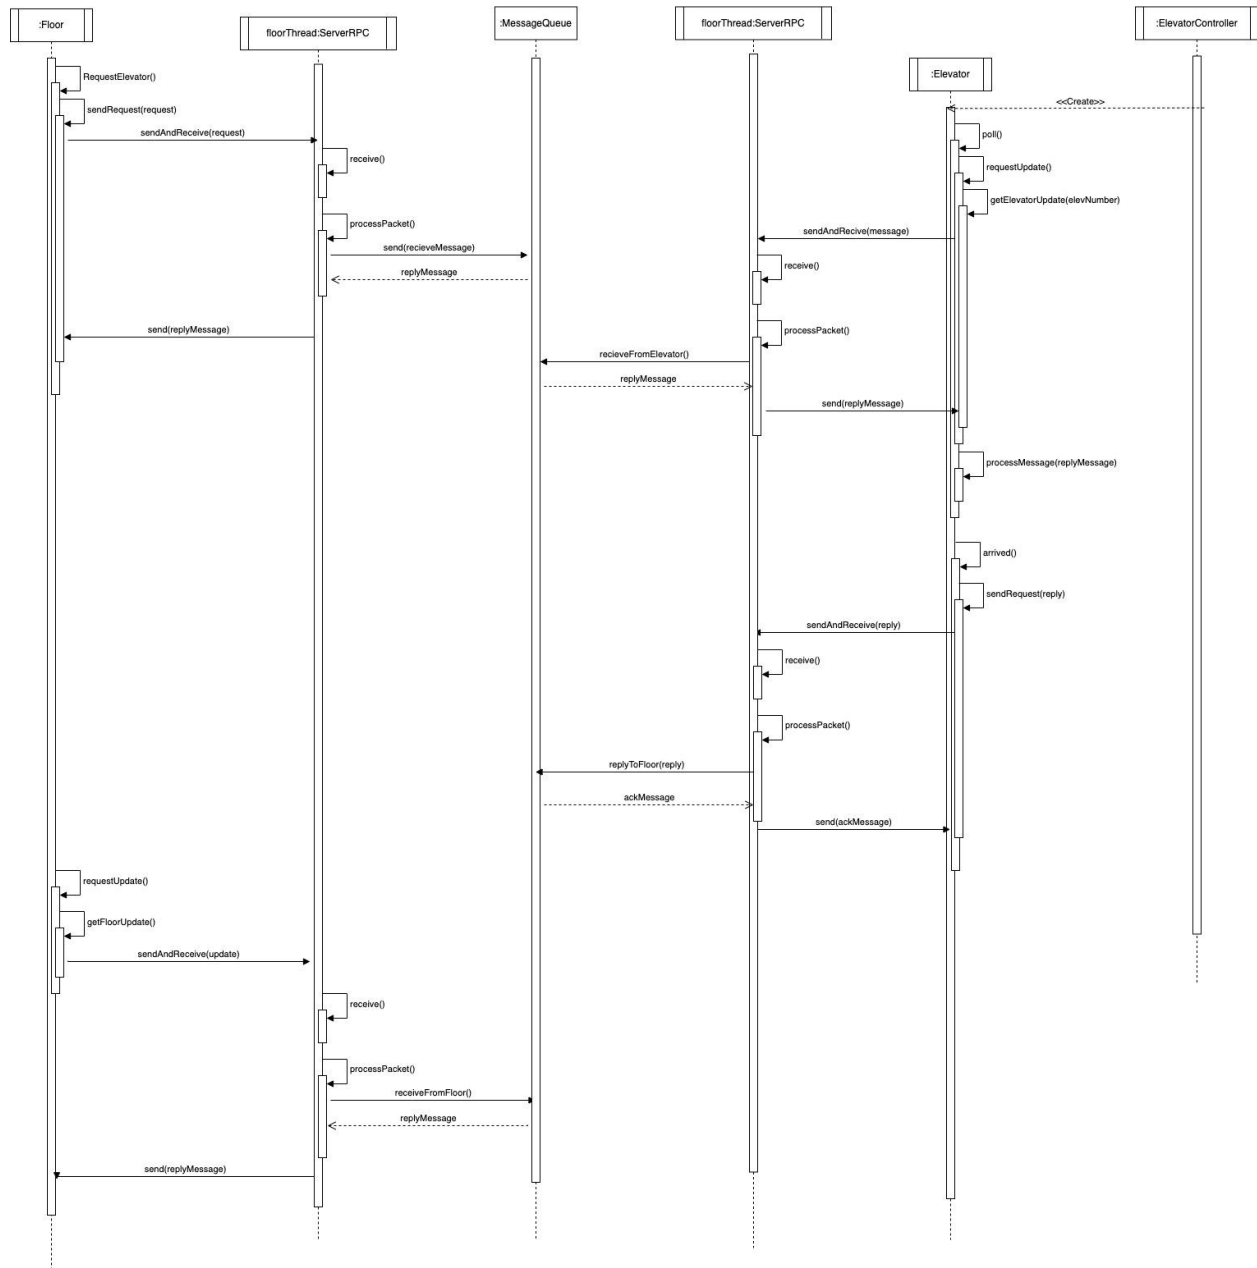 :Floor
floorThread:ServerRPC
:MessageQueue
floorThread:ServerRPC
:ElevatorController
:Elevator
RequestElevator()
<<Create>>
sendRequest(request)
sendAndReceive(request)
poll()
receive()
requestUpdate()
getElevatorUpdate(elevNumber)
processPacket()
sendAndRecive(message)
send(recieveMessage)
receive()
replyMessage
send(replyMessage)
processPacket()
recieveFromElevator()
replyMessage
send(replyMessage)
processMessage(replyMessage)
arrived()
sendRequest(reply)
sendAndReceive(reply)
receive()
processPacket()
replyToFloor(reply)
ackMessage
send(ackMessage)
requestUpdate()
getFloorUpdate()
sendAndReceive(update)
receive()
processPacket()
receiveFromFloor()
replyMessage
send(replyMessage)